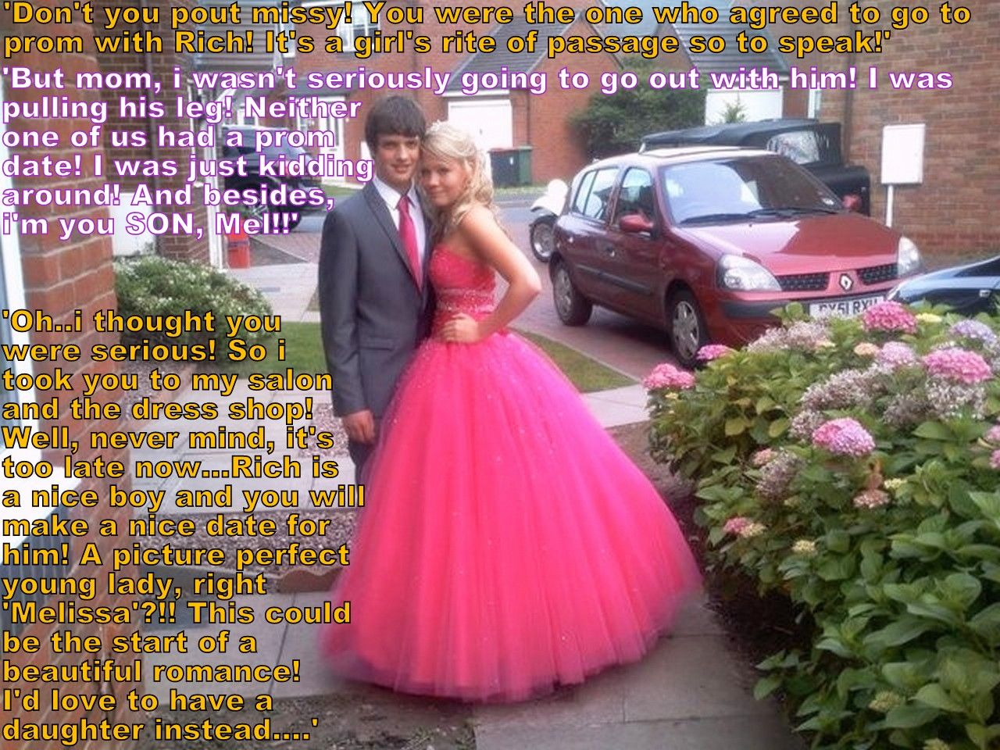 'Don't you pout missy! You were the one who agreed to go to
prom with Rich! It's a girl's rite of passage so to speak!'
'But mom, i wasn't seriously going to go out with him! I was
pulling his leg! Neither
one of us had a prom
date! I was just kidding
around! And besides,
i'm you SON, Mel!!'
'Oh..i thought you
were serious! So i
took you to my salon
and the dress shop!
Well, never mind, it's
too late now...Rich is
a nice boy and you will
make a nice date for
him! A picture perfect
young lady, right
'Melissa'?!! This could
be the start of a
beautiful romance!
I'd love to have a
daughter instead....'